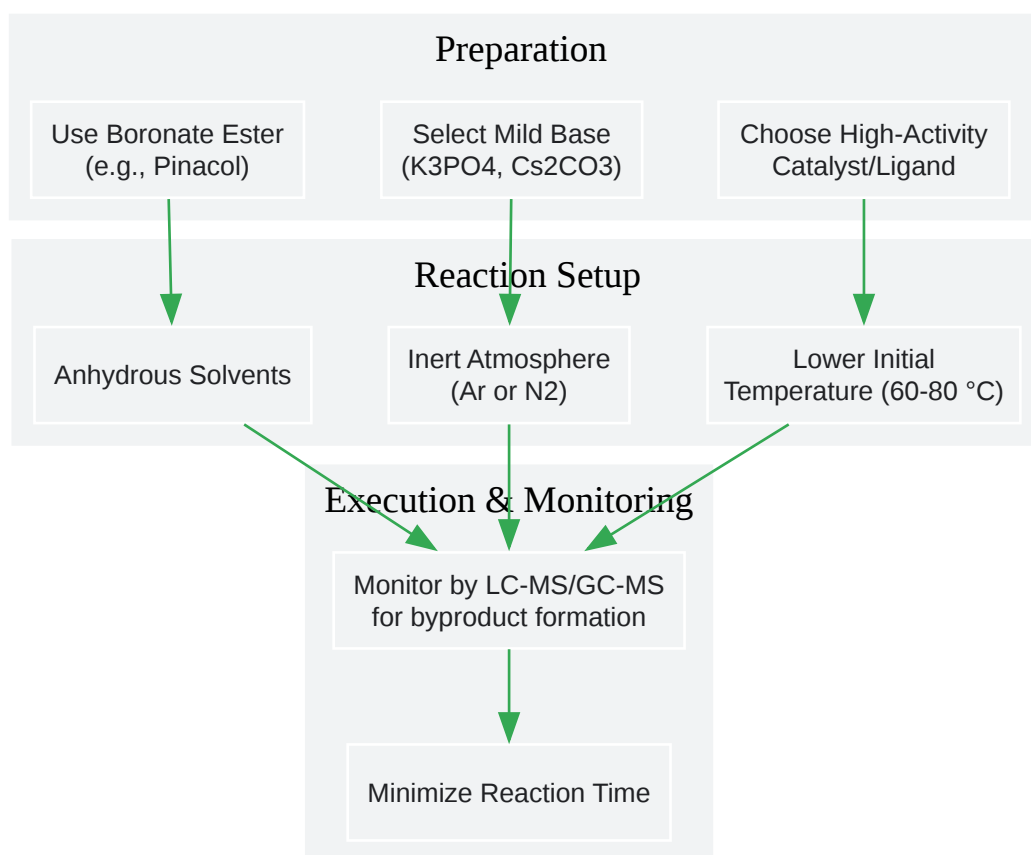 Preparation
Use Boronate Ester
(e.g., Pinacol)
Select Mild Base
(K3PO4, Cs2CO3)
Choose High-Activity
Catalyst/Ligand
Reaction Setup
Anhydrous Solvents
Inert Atmosphere
(Ar or N2)
Lower Initial
Temperature (60-80 °C)
Execution & Monitoring
Monitor by LC-MS/GC-MS
for byproduct formation
Minimize Reaction Time